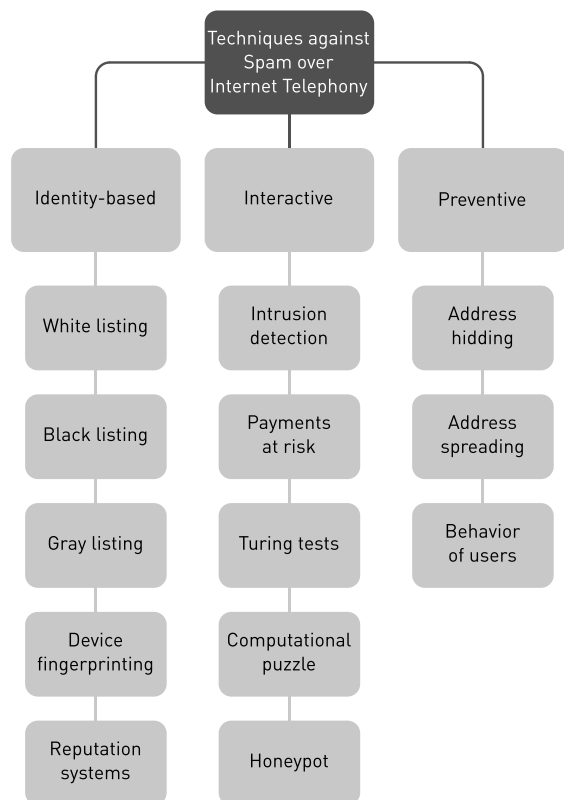 Techniques against
Spam over
Internet Telephony
Identity-based
Interactive
Preventive
White listing
Black listing
Gray listing
Device
fingerprinting
Reputation
systems
Intrusion
detection
Payments
at risk
Turing tests
Computational
puzzle
Honeypot
Address
hidding
Address
spreading
Behavior
of users